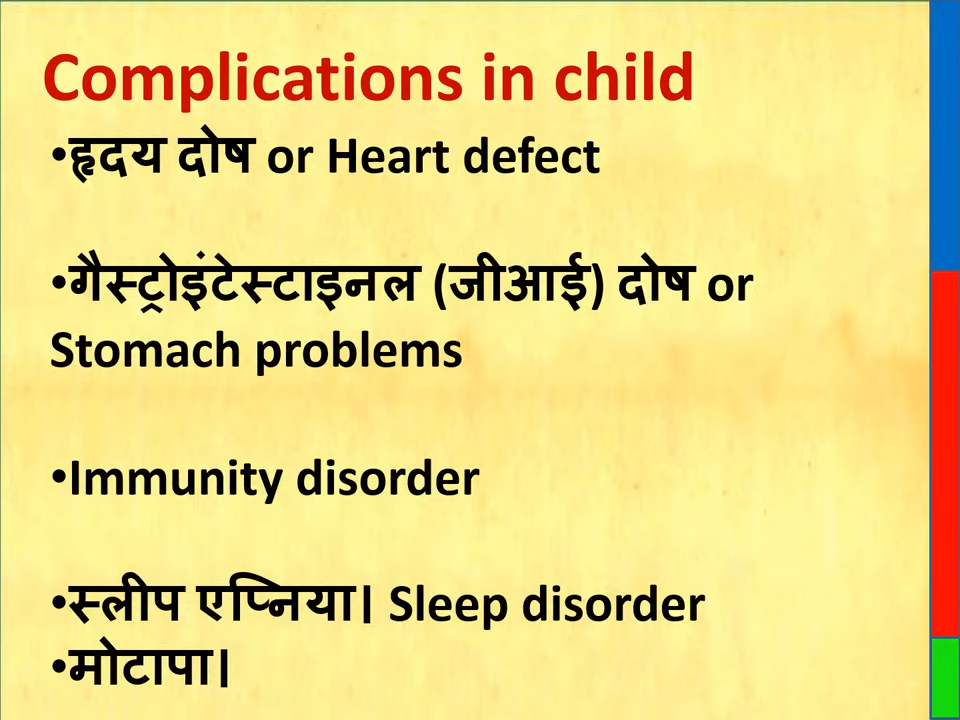 Complications in child
•हृदय दोष or Heart defect
•गैस्ट्रोइंटेस्टाइनल (जीआई) दोष or
Stomach problems
•Immunity disorder
•स्लीप एप्निया। Sleep disorder
•मोटापा।